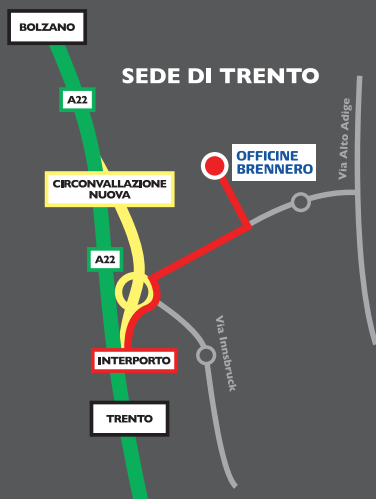 BOLZANO
SEDE DI TRENTO
A22
Via Alto Adige
OFFICINE
BRENNERO
CIRCONVALLAZIONE
NUOVA
A22
Via Innsbruck
INTERPORTO
TRENTO